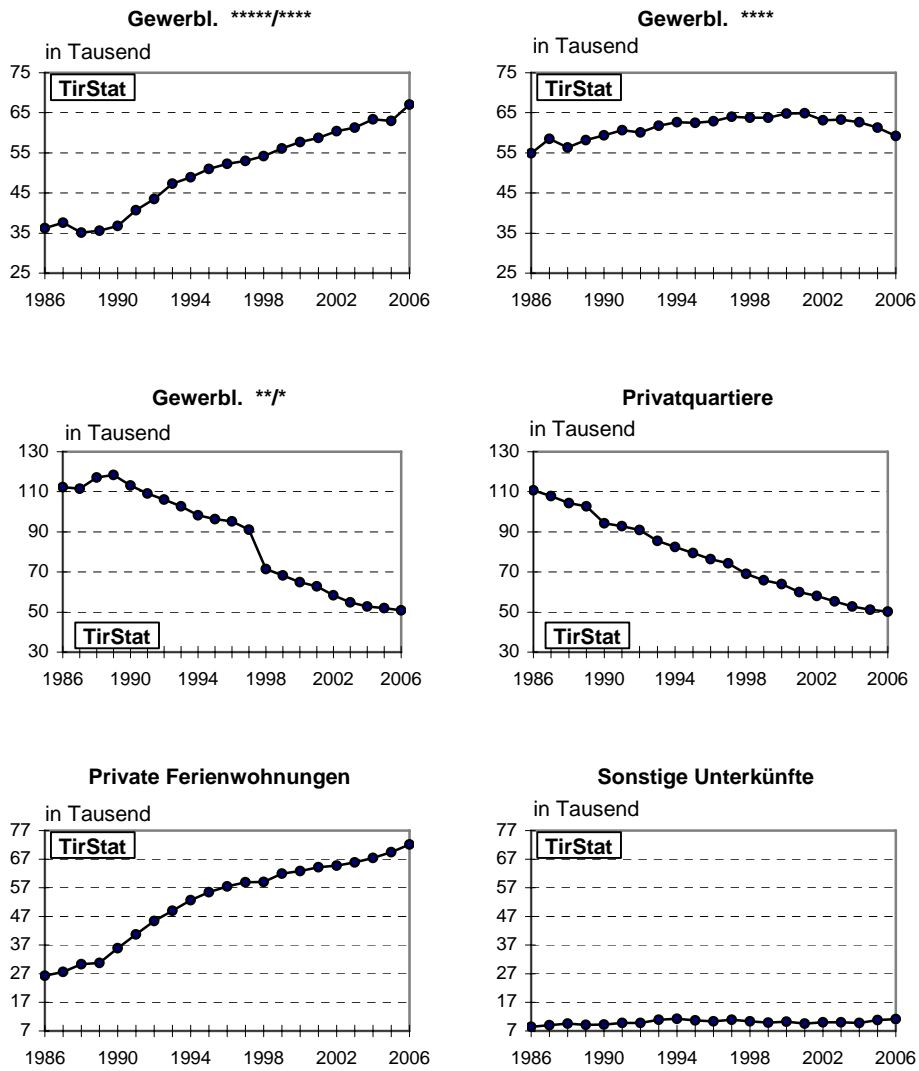 Gewerbl. *****/****
in Tausend
75
65
55
45
35
25
TirStat
1986 1990 1994 1998 2002 2006
Gewerbl. ****
in Tausend
75
65
55
45
35
25
TirStat
1986 1990 1994 1998 2002 2006
Gewerbl. **/*
in Tausend
130
110
90
70
50
30
TirStat
1986 1990 1994 1998 2002 2006
Privatquartiere
in Tausend
130
110
90
70
50
30
TirStat
1986 1990 1994 1998 2002 2006
Private Ferienwohnungen
in Tausend
77
67
57
47
37
27
17
7
TirStat
1986 1990 1994 1998 2002 2006
Sonstige Unterkünfte
in Tausend
77
67
57
47
37
27
17
7
TirStat
1986 1990 1994 1998 2002 2006